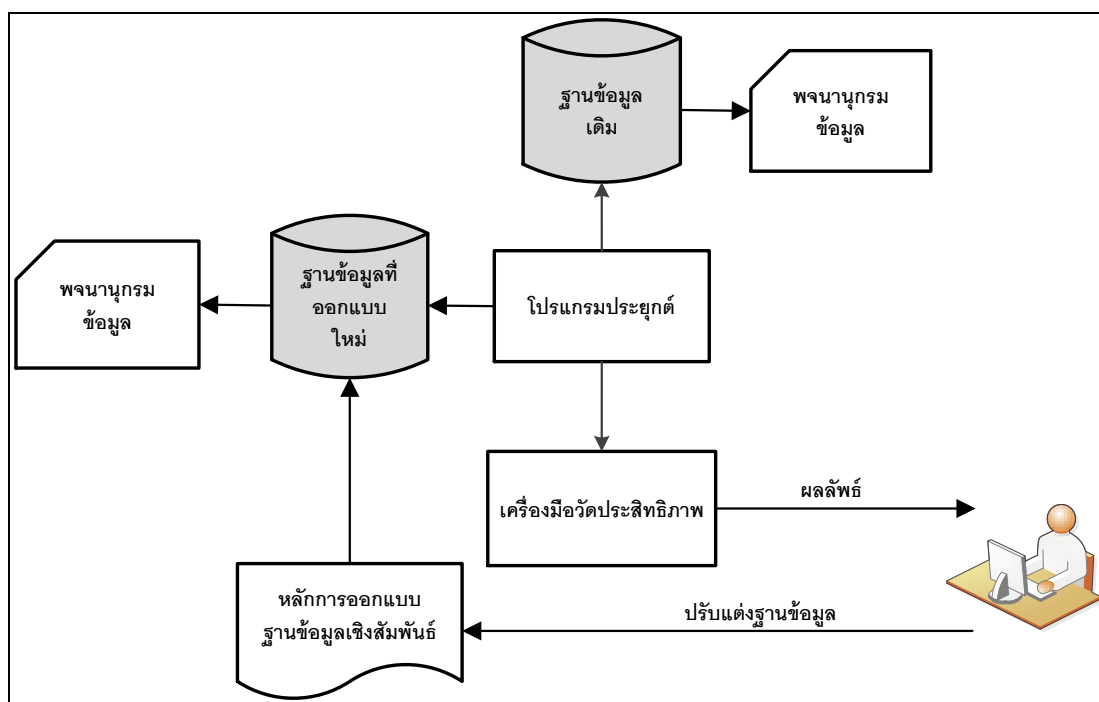 ฐานข้อมูล
เดิม
พจนานุกรม
ข้อมูล
พจนานุกรม
ข้อมูล
ฐานข้อมูลที่
ออกแบบ
ใหม่
โปรแกรมประยุกต์
เครื่องมือวัดประสิทธิภาพ
ผลลัพธ์
หลักการออกแบบ
ฐานข้อมูลเชิงสัมพันธ์
ปรับแต่งฐานข้อมูล